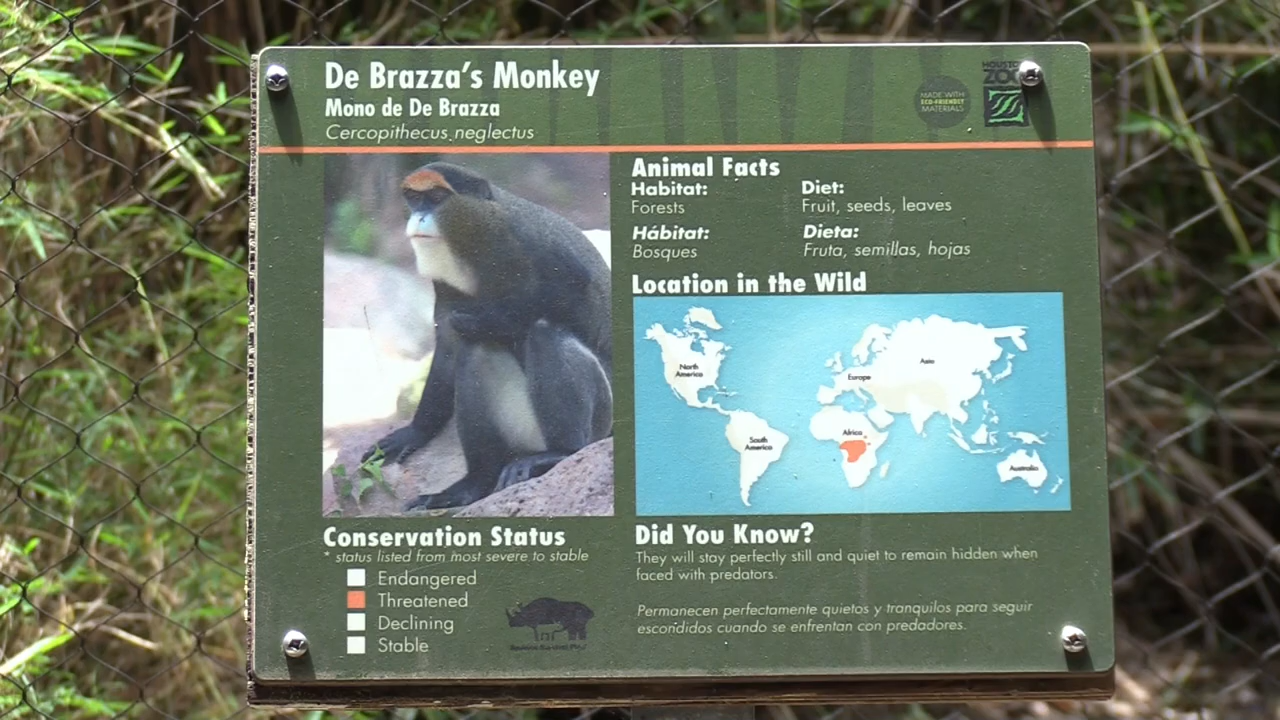 De Brazza's Monkey
Mono de De Brazza
Cercopithecus neglectus
MADE WITH
ECO-FRIENDLY
MATERIALS
HOUSTON
ZOO
Animal Facts
Habitat:
Forests
Diet:
Fruit, seeds, leaves
Hábitat:
Bosques
Dieta:
Fruta, semillas, hojas
Location in the Wild
North
America
South
America
Europe
Africa
Asia
Australia
Conservation Status
* status listed from most severe to stable
Endangered
Threatened
Declining
Stable
Did You Know?
They will stay perfectly still and quiet to remain hidden when
faced with predators.
Permanecen perfectamente quietos y tranquilos para seguir
escondidos cuando se enfrentan con predadores.